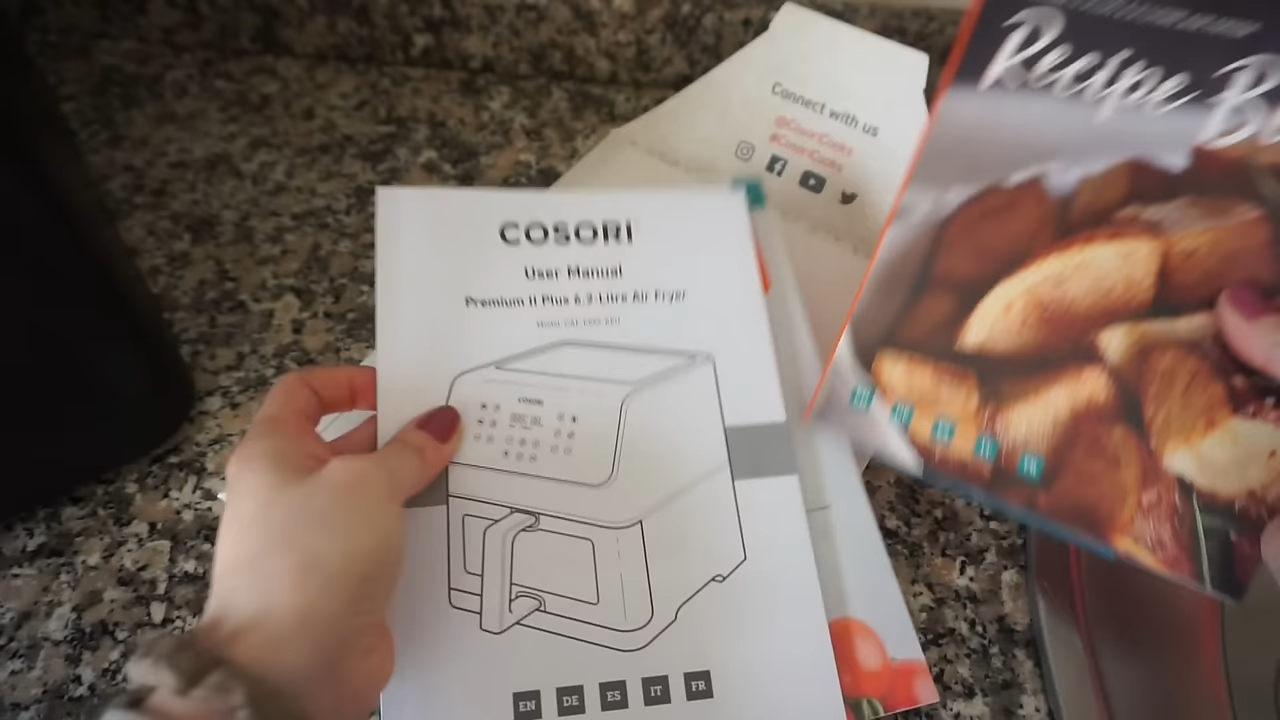 COSORI
User Manual
Premium II Plus 6.2-Litre Air Fryer
COSORI
EN DE ES IT FR
Connect with us
@CosoriCooks
#CosoriCooks
Recipe